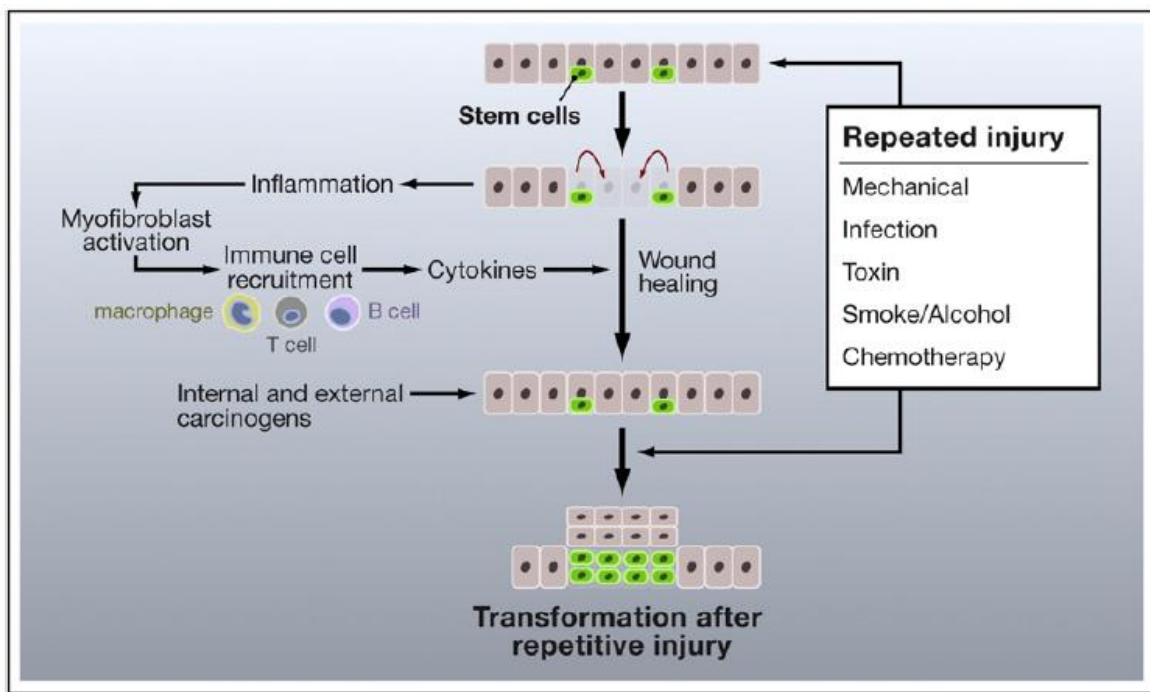 Stem cells
Repeated injury
Mechanical
Infection
Toxin
Smoke/Alcohol
Chemotherapy
Inflammation
Myofibroblast
activation
Immune cell
recruitment
Cytokines
Wound
healing
macrophage
B cell
T cell
Internal and external
carcinogens
Transformation after
repetitive injury